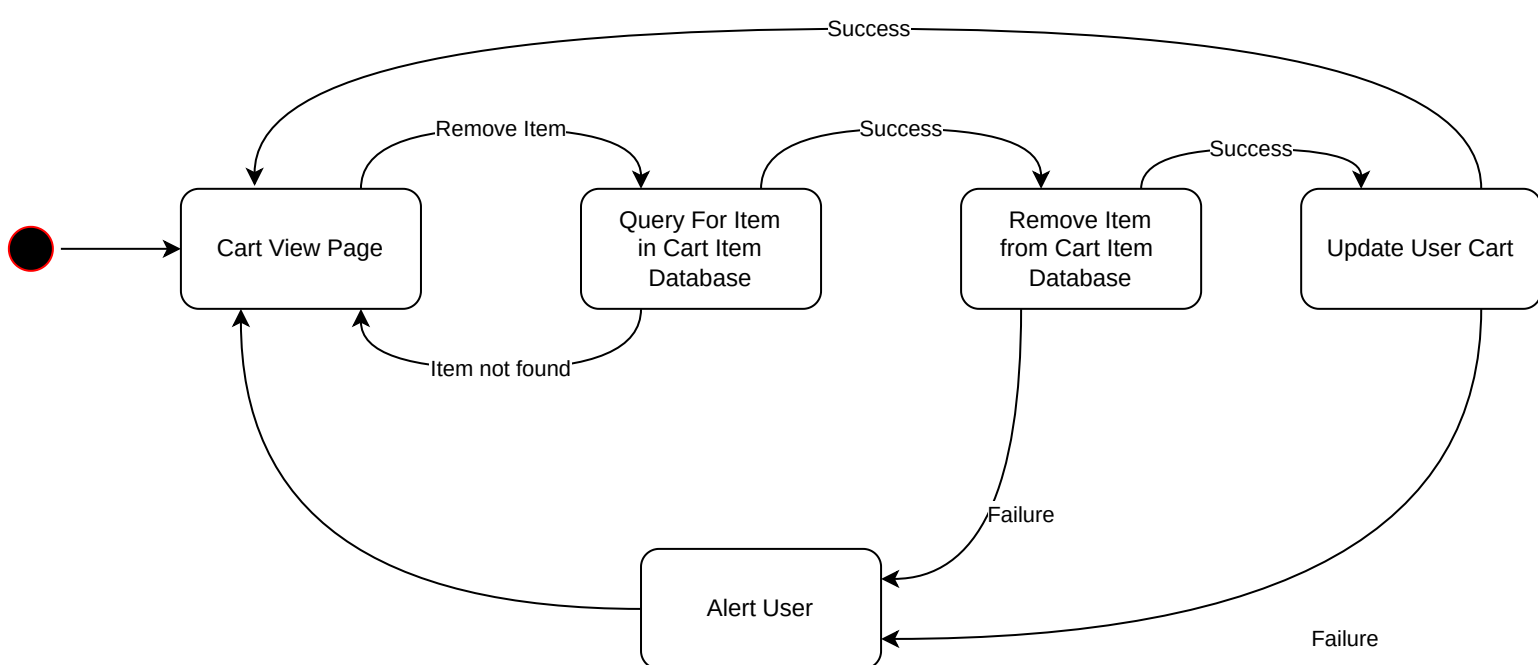 Success
Remove Item
Success
Success
Cart View Page
Query For Item
in Cart Item
Database
Remove Item
from Cart Item
Database
Update User Cart
Item not found
Failure
Alert User
Failure